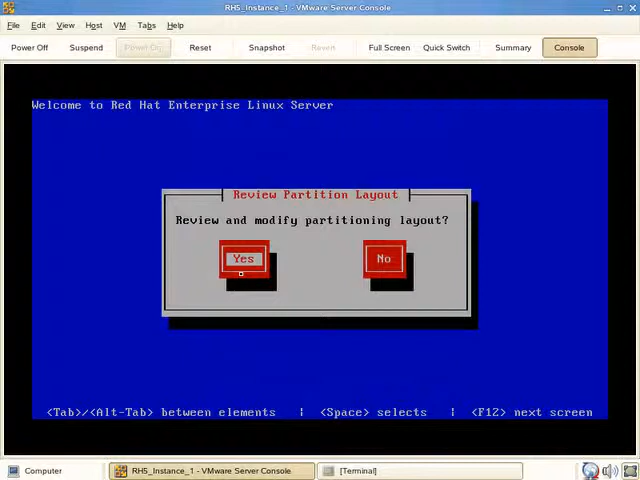 RH5_Instance_1 - VMware Server Console
File Edit View Host VM Tabs Help
Power Off Suspend Power On Reset Snapshot Revert Full Screen Quick Switch Summary Console
Welcome to Red Hat Enterprise Linux Server
Review Partition Layout
Review and modify partitioning layout?
Yes No
<Tab>/<Alt-Tab> between elements | <Space> selects | <F12> next screen
Computer RH5_Instance_1 - VMware Server Console [Terminal]